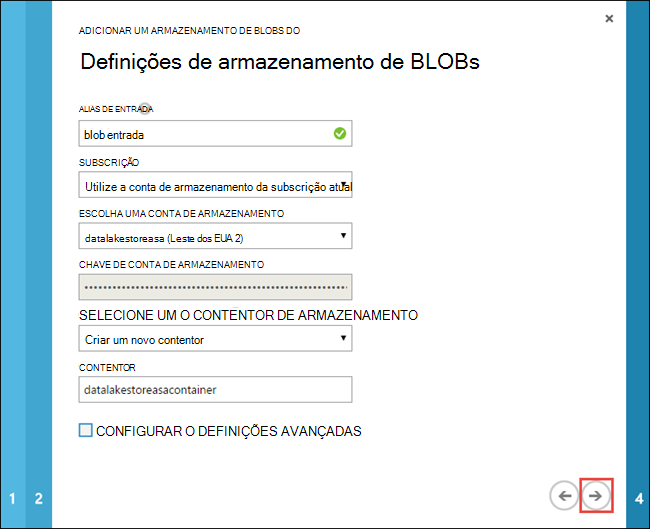 ADICIONAR UM ARMAZENAMENTO DE BLOBS DO
Definições de armazenamento de BLOBs
ALIAS DE ENTRADA
blob entrada
SUBSCRIÇÃO
Utilize a conta de armazenamento da subscrição atual
ESCOLHA UMA CONTA DE ARMAZENAMENTO
datalakestoreasa (Leste dos EUA 2)
CHAVE DE CONTA DE ARMAZENAMENTO
SELECIONE UM O CONTENTOR DE ARMAZENAMENTO
Criar um novo contentor
CONTENTOR
datalakestoreasacontainer
CONFIGURAR O DEFINIÇÕES AVANÇADAS
1 2 4